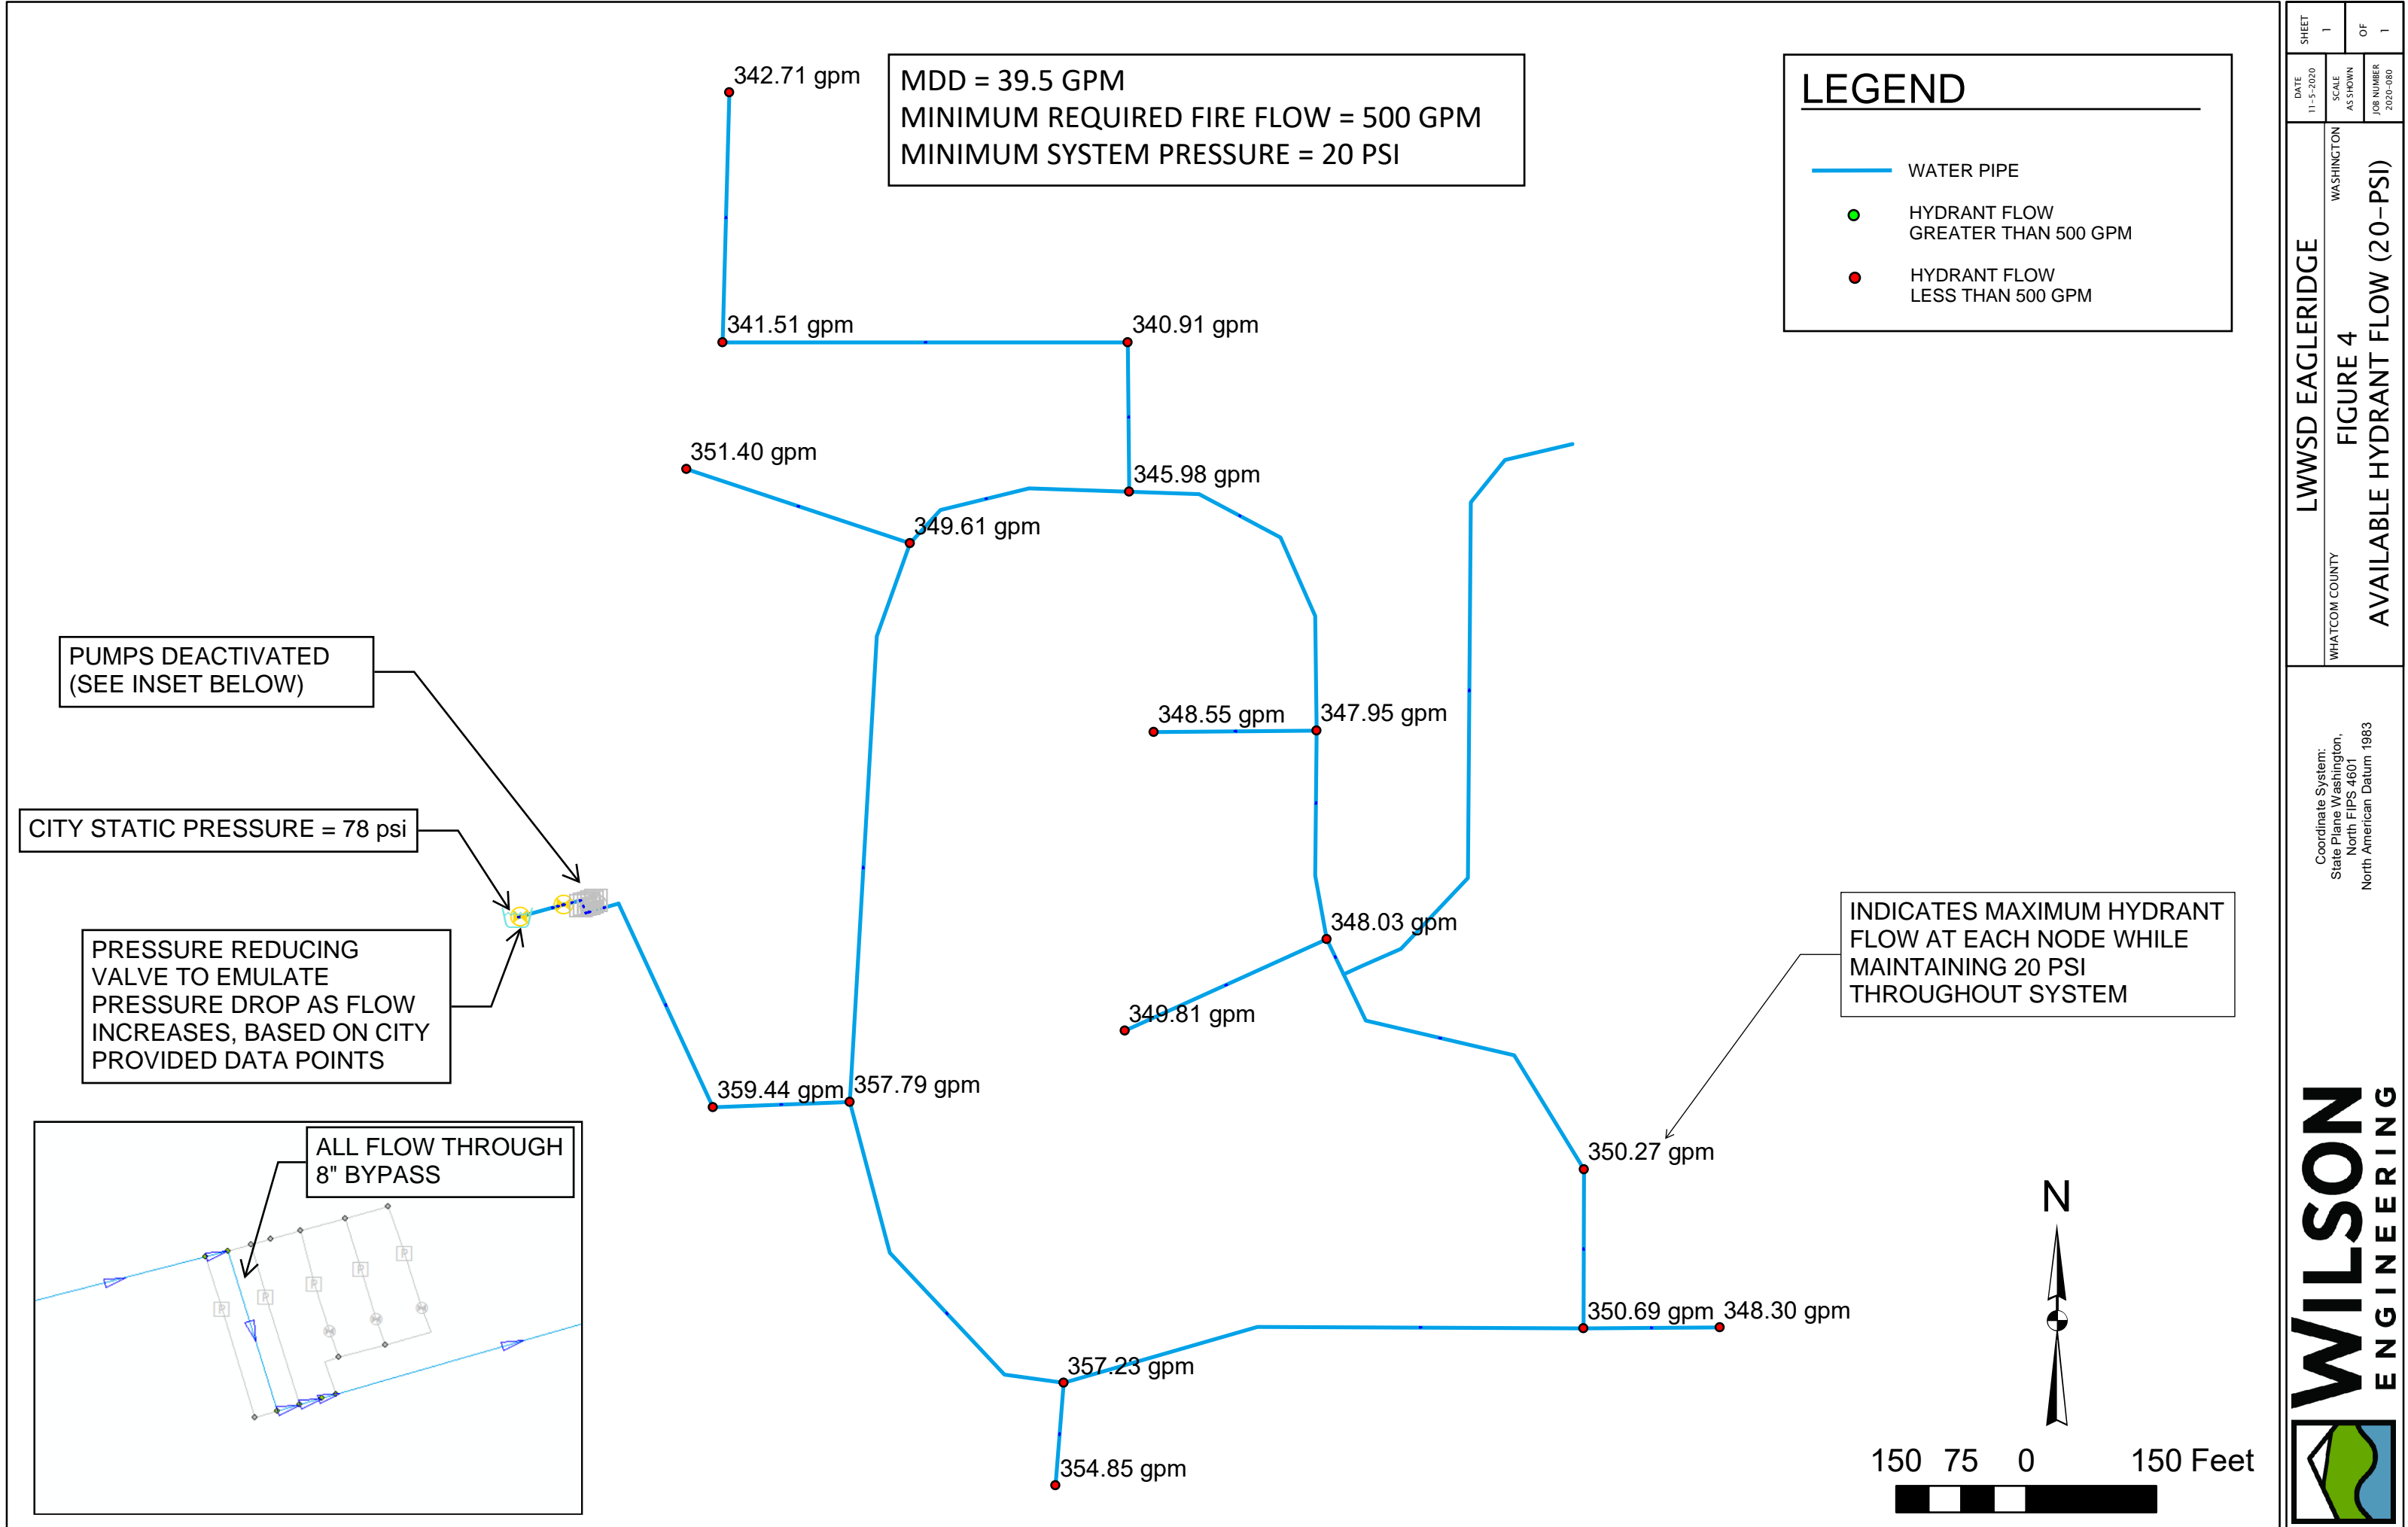 342.71 gpm
MDD = 39.5 GPM
MINIMUM REQUIRED FIRE FLOW = 500 GPM
MINIMUM SYSTEM PRESSURE = 20 PSI
LEGEND
WATER PIPE
HYDRANT FLOW
GREATER THAN 500 GPM
HYDRANT FLOW
LESS THAN 500 GPM
341.51 gpm
340.91 gpm
351.40 gpm
345.98 gpm
349.61 gpm
PUMPS DEACTIVATED
(SEE INSET BELOW)
348.55 gpm
347.95 gpm
CITY STATIC PRESSURE = 78 psi
PRESSURE REDUCING
VALVE TO EMULATE
PRESSURE DROP AS FLOW
INCREASES, BASED ON CITY
PROVIDED DATA POINTS
348.03 gpm
349.81 gpm
INDICATES MAXIMUM HYDRANT
FLOW AT EACH NODE WHILE
MAINTAINING 20 PSI
THROUGHOUT SYSTEM
359.44 gpm
357.79 gpm
350.27 gpm
ALL FLOW THROUGH
8" BYPASS
P
P
P
P
P
350.69 gpm
348.30 gpm
357.23 gpm
354.85 gpm
N
150 75 0 150 Feet
SHEET
1
OF
1
DATE
11-5-2020
SCALE
AS SHOWN
JOB NUMBER
2020-080
LWWSD EAGLERIDGE
WHATCOM COUNTY
WASHINGTON
FIGURE 4
AVAILABLE HYDRANT FLOW (20-PSI)
Coordinate System:
State Plane Washington,
North FIPS 4601
North American Datum 1983
WILSON
ENGINEERING